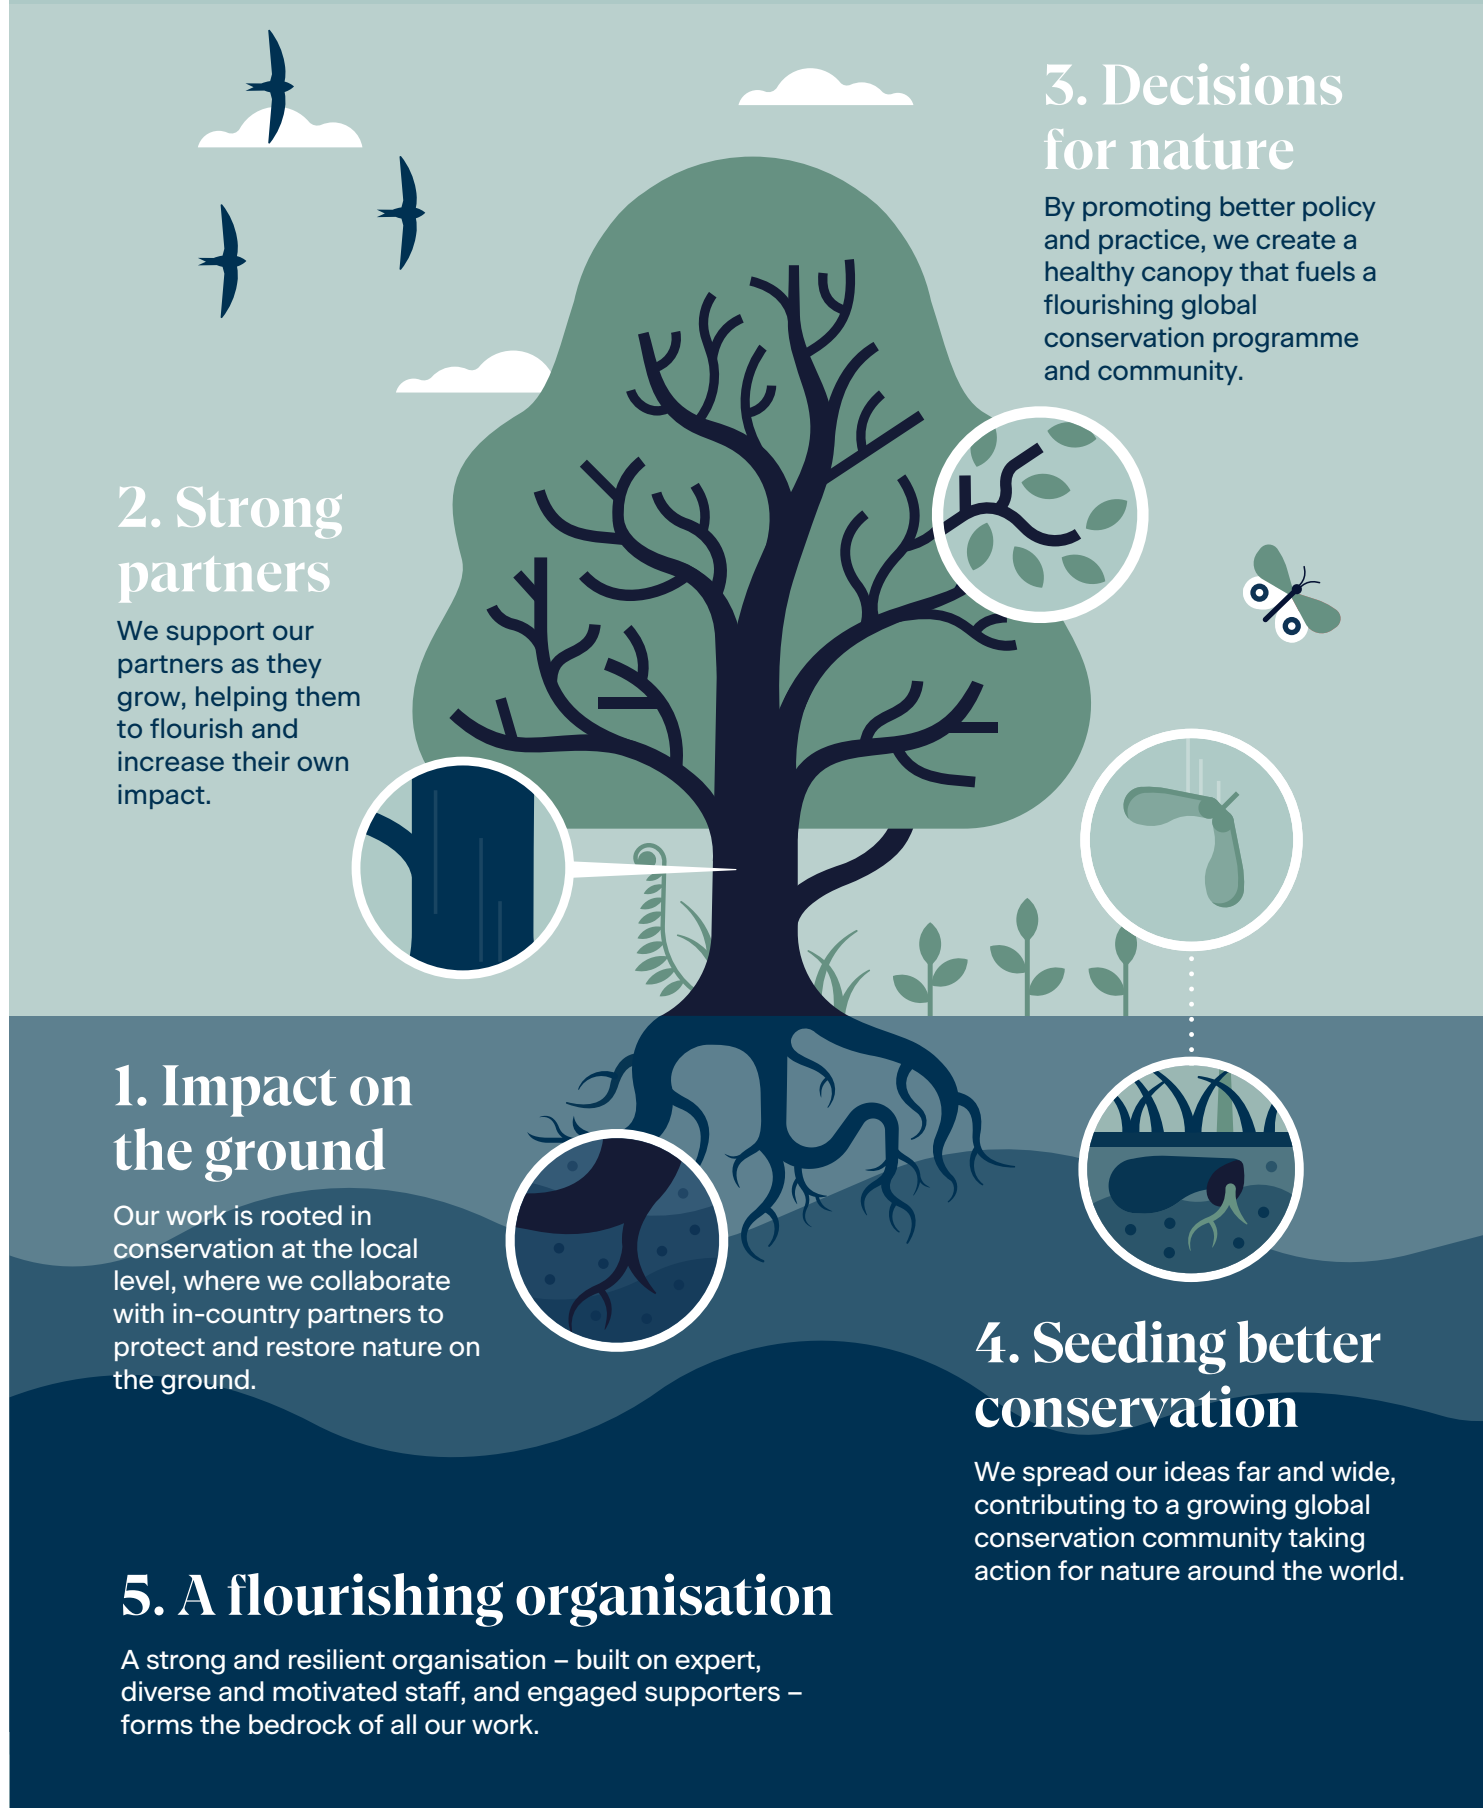 3. Decisions
for nature
By promoting better policy
and practice, we create a
healthy canopy that fuels a
flourishing global
conservation programme
and community.
2. Strong
partners
We support our
partners as they
grow, helping them
to flourish and
increase their own
impact.
1. Impact on
the ground
Our work is rooted in
conservation at the local
level, where we collaborate
with in-country partners to
protect and restore nature on
the ground.
4. Seeding better
conservation
We spread our ideas far and wide,
contributing to a growing global
conservation community taking
action for nature around the world.
5. A flourishing organisation
A strong and resilient organisation – built on expert,
diverse and motivated staff, and engaged supporters –
forms the bedrock of all our work.